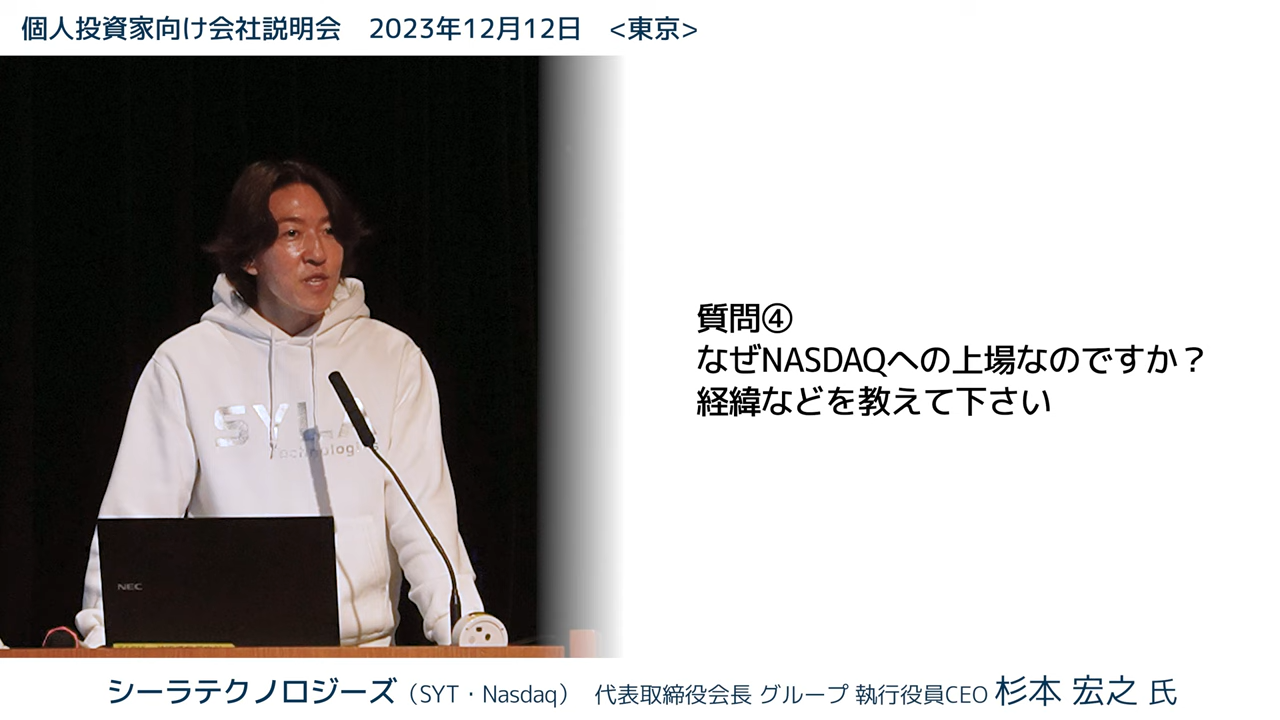 個人投資家向け会社説明会　2023年12月12日　<東京>
質問④
なぜNASDAQへの上場なのですか？
経緯などを教えて下さい
SYLA
Technologies
NEC
シーラテクノロジーズ（SYT・Nasdaq）　代表取締役会長 グループ 執行役員CEO 杉本 宏之 氏